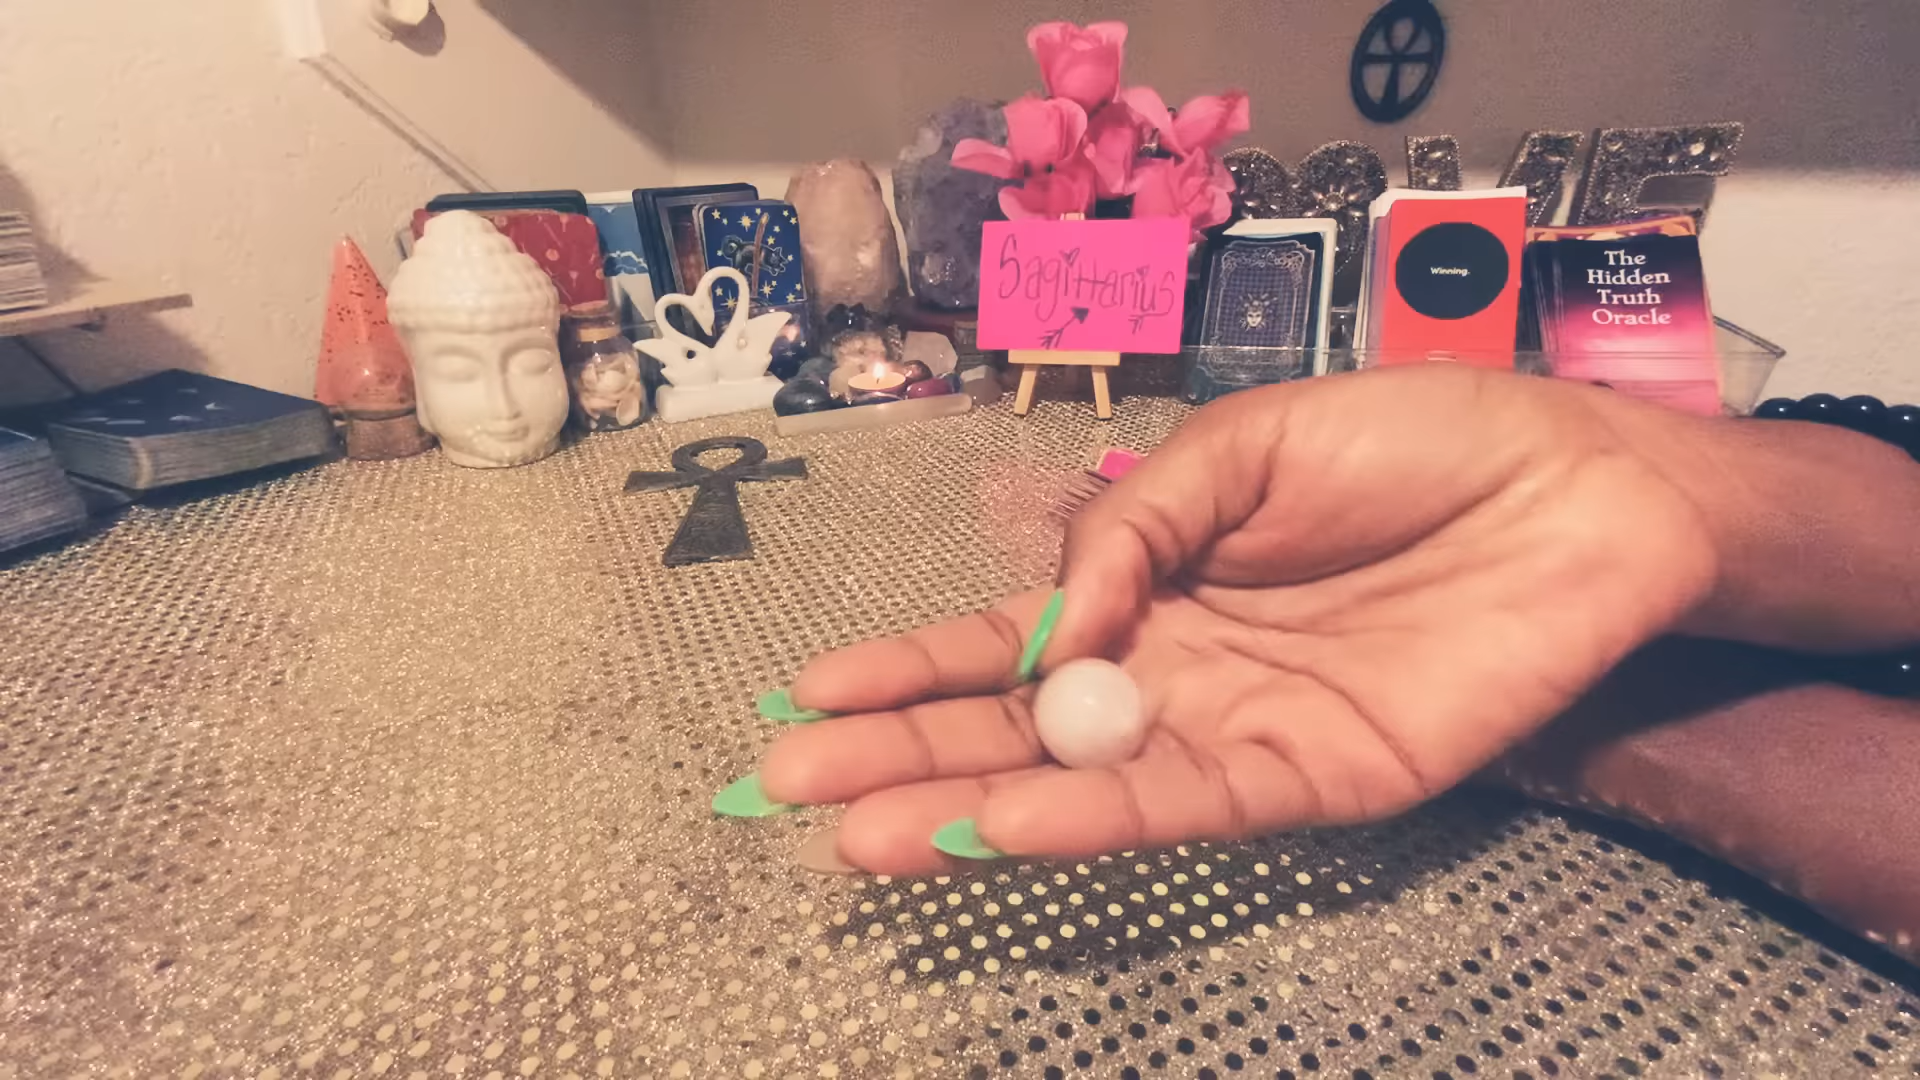 Sagittarius
Winning.
The
Hidden
Truth
Oracle